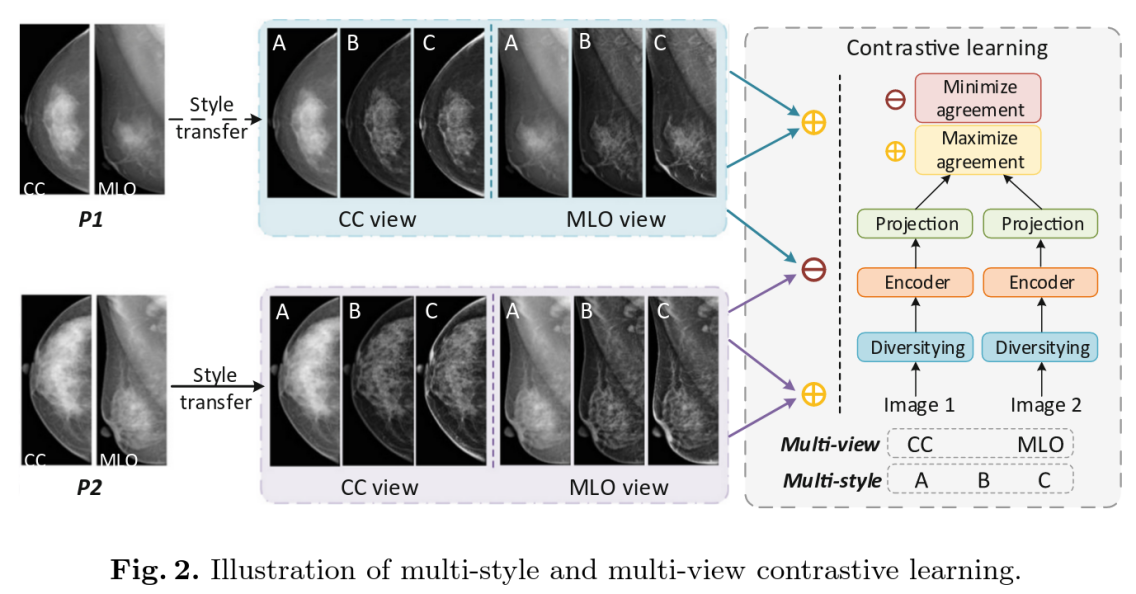 CC
MLO
P1
Style
transfer
A
B
C
A
B
C
CC view
MLO view
CC
MLO
P2
Style
transfer
A
B
C
A
B
C
CC view
MLO view
Contrastive learning
Minimize
agreement
Maximize
agreement
Projection
Projection
Encoder
Encoder
Diversitying
Diversitying
Image 1
Image 2
Multi-view CC MLO
Multi-style A B C
Fig. 2. Illustration of multi-style and multi-view contrastive learning.